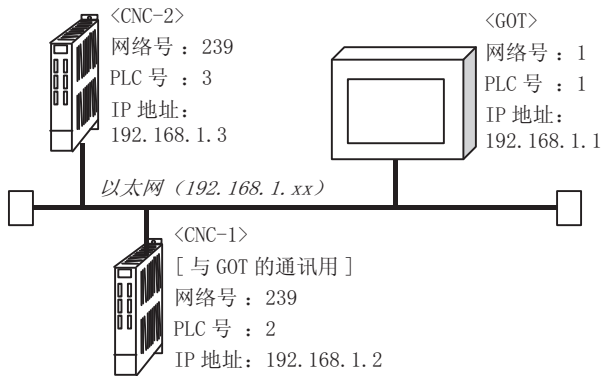 <CNC-2>
网络号 ：239
PLC 号 ：3
IP 地址：
192.168.1.3
<GOT>
网络号 ：1
PLC 号 ：1
IP 地址：
192.168.1.1
以太网（192.168.1.xx）
<CNC-1>
[ 与 GOT 的通讯用 ]
网络号 ：239
PLC 号 ：2
IP 地址：192.168.1.2